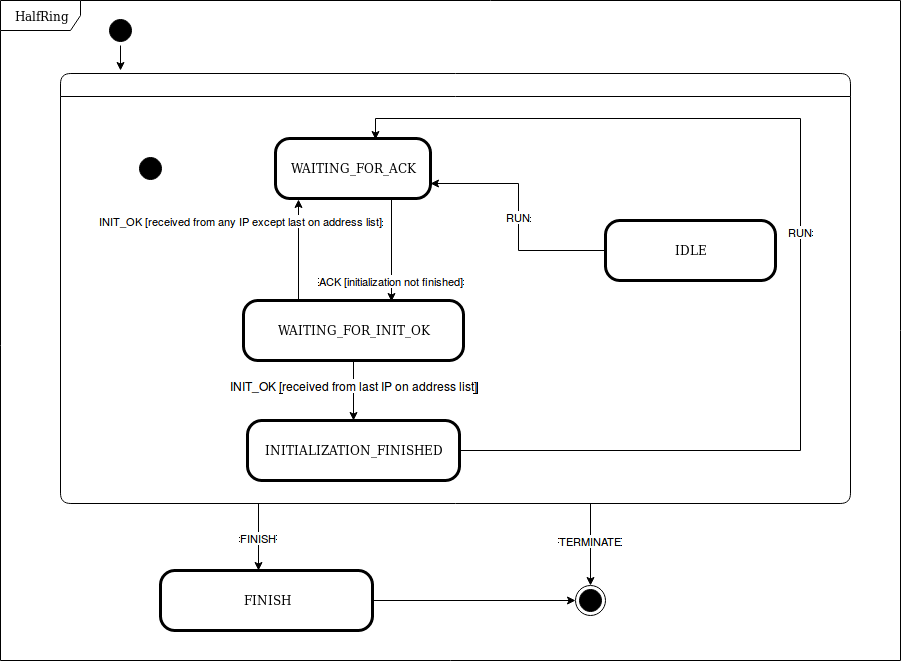 HalfRing
WAITING_FOR_ACK
INIT_OK [received from any IP except last on address list]
RUN
RUN
IDLE
ACK [initialization not finished]
WAITING_FOR_INIT_OK
INIT_OK [received from last IP on address list]
INITIALIZATION_FINISHED
FINISH
TERMINATE
FINISH